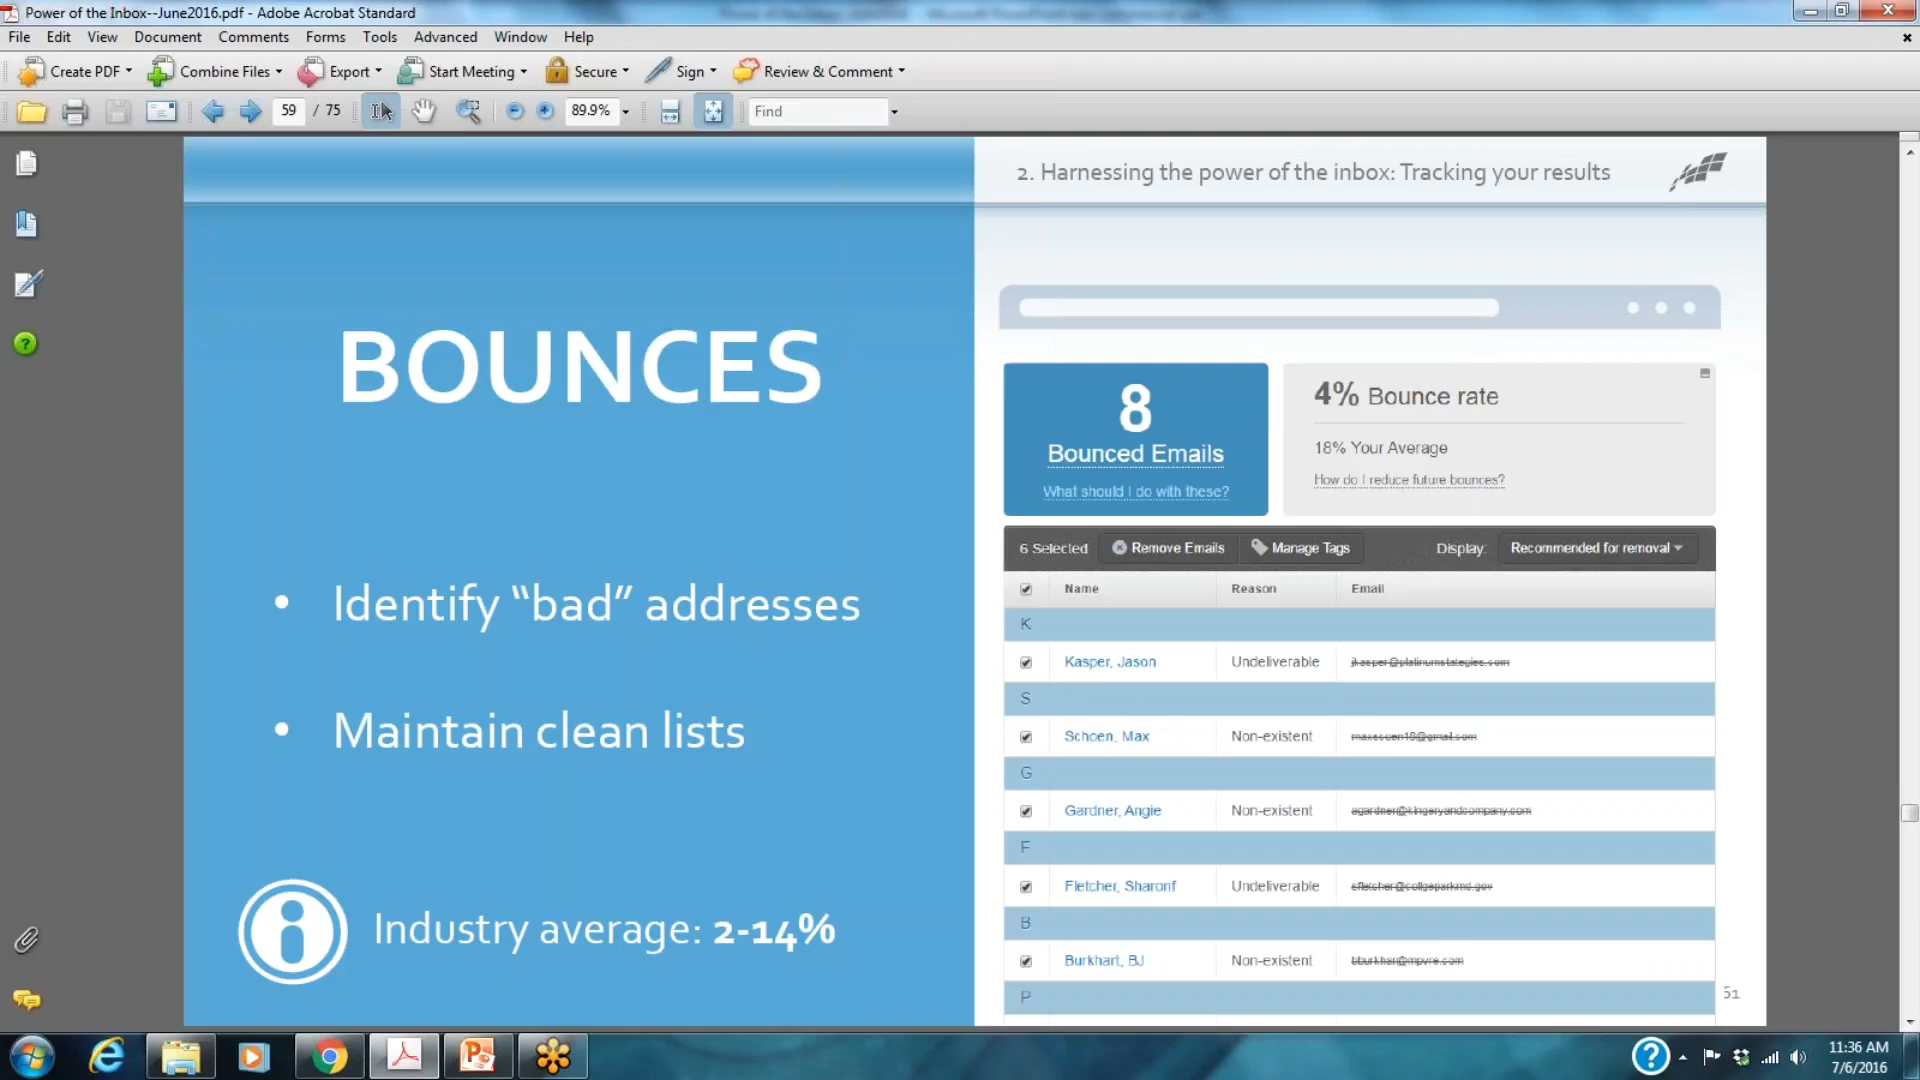 Power of the Inbox--June2016.pdf - Adobe Acrobat Standard
File Edit View Document Comments Forms Tools Advanced Window Help
Create PDF Combine Files Export Start Meeting Secure Sign Review & Comment
59 / 75 89.9% Find
2. Harnessing the power of the inbox: Tracking your results
BOUNCES
• Identify “bad” addresses
• Maintain clean lists
Industry average: 2-14%
8
Bounced Emails
What should I do with these?
4% Bounce rate
18% Your Average
How do I reduce future bounces?
6 Selected Remove Emails Manage Tags Display: Recommended for removal
Name Reason Email
K
Kasper, Jason Undeliverable
S
Schoen, Max Non-existent
G
Gardner, Angie Non-existent agardner@kingeryandcompany.com
F
Fletcher, Sharonf Undeliverable
B
Burkhart, BJ Non-existent
P
11:36 AM
7/6/2016